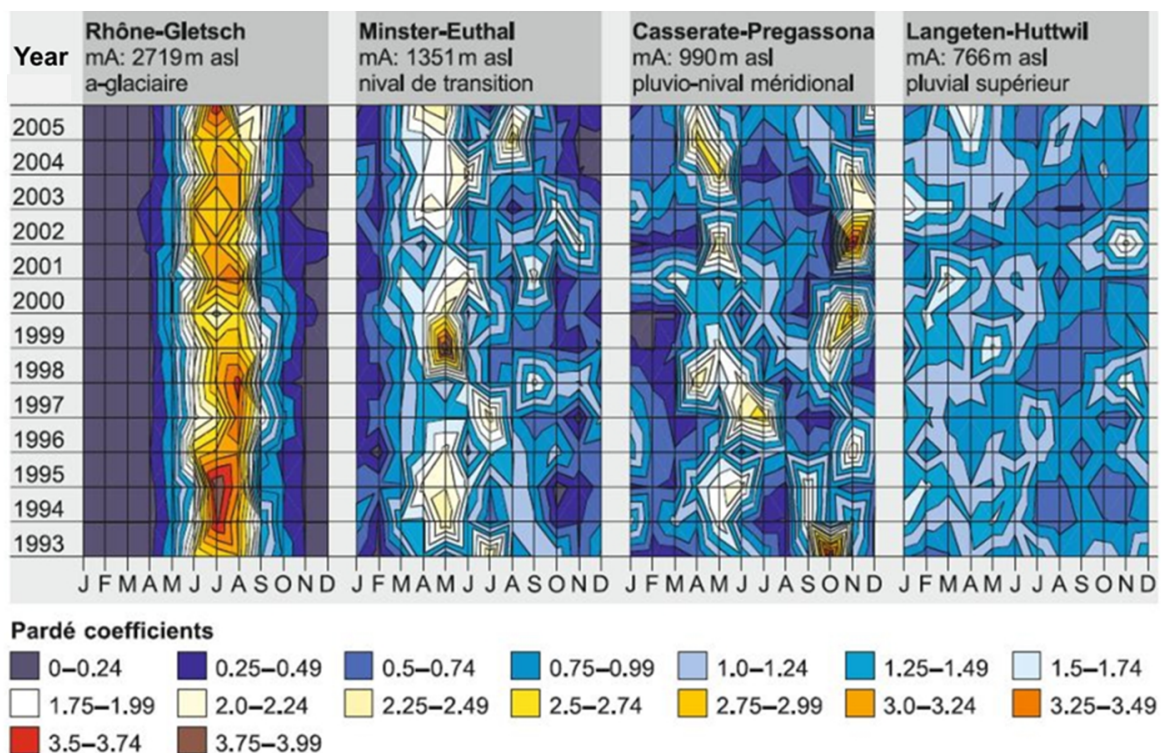 Year
Rhône-Gletsch
mA: 2719 m asl
a-glaciaire
Minster-Euthal
mA: 1351 m asl
nival de transition
Casserate-Pregassona
mA: 990 m asl
pluvio-nival méridional
Langeten-Huttwil
mA: 766 m asl
pluvial supérieur
2005
2004
2003
2002
2001
2000
1999
1998
1997
1996
1995
1994
1993
J F M A M J J A S O N D J F M A M J J A S O N D J F M A M J J A S O N D J F M A M J J A S O N D
Pardé coefficients
0–0.24 0.25–0.49 0.5–0.74 0.75–0.99 1.0–1.24 1.25–1.49 1.5–1.74
1.75–1.99 2.0–2.24 2.25–2.49 2.5–2.74 2.75–2.99 3.0–3.24 3.25–3.49
3.5–3.74 3.75–3.99